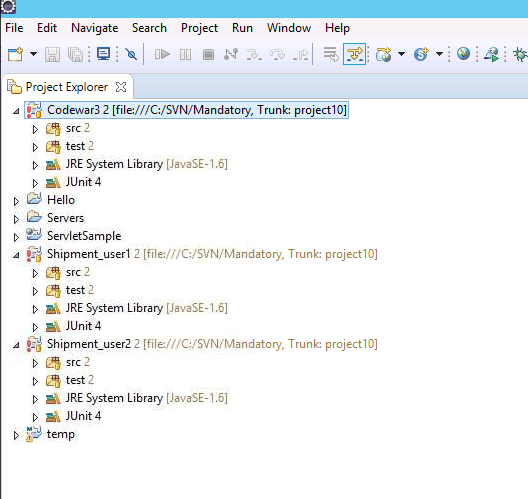 File Edit Navigate Search Project Run Window Help
Project Explorer
Codewar3 2 [file:///C:/SVN/Mandatory, Trunk: project10]
src 2
test 2
JRE System Library [JavaSE-1.6]
JUnit 4
Hello
Servers
ServletSample
Shipment_user1 2 [file:///C:/SVN/Mandatory, Trunk: project10]
src 2
test 2
JRE System Library [JavaSE-1.6]
JUnit 4
Shipment_user2 2 [file:///C:/SVN/Mandatory, Trunk: project10]
src 2
test 2
JRE System Library [JavaSE-1.6]
JUnit 4
temp